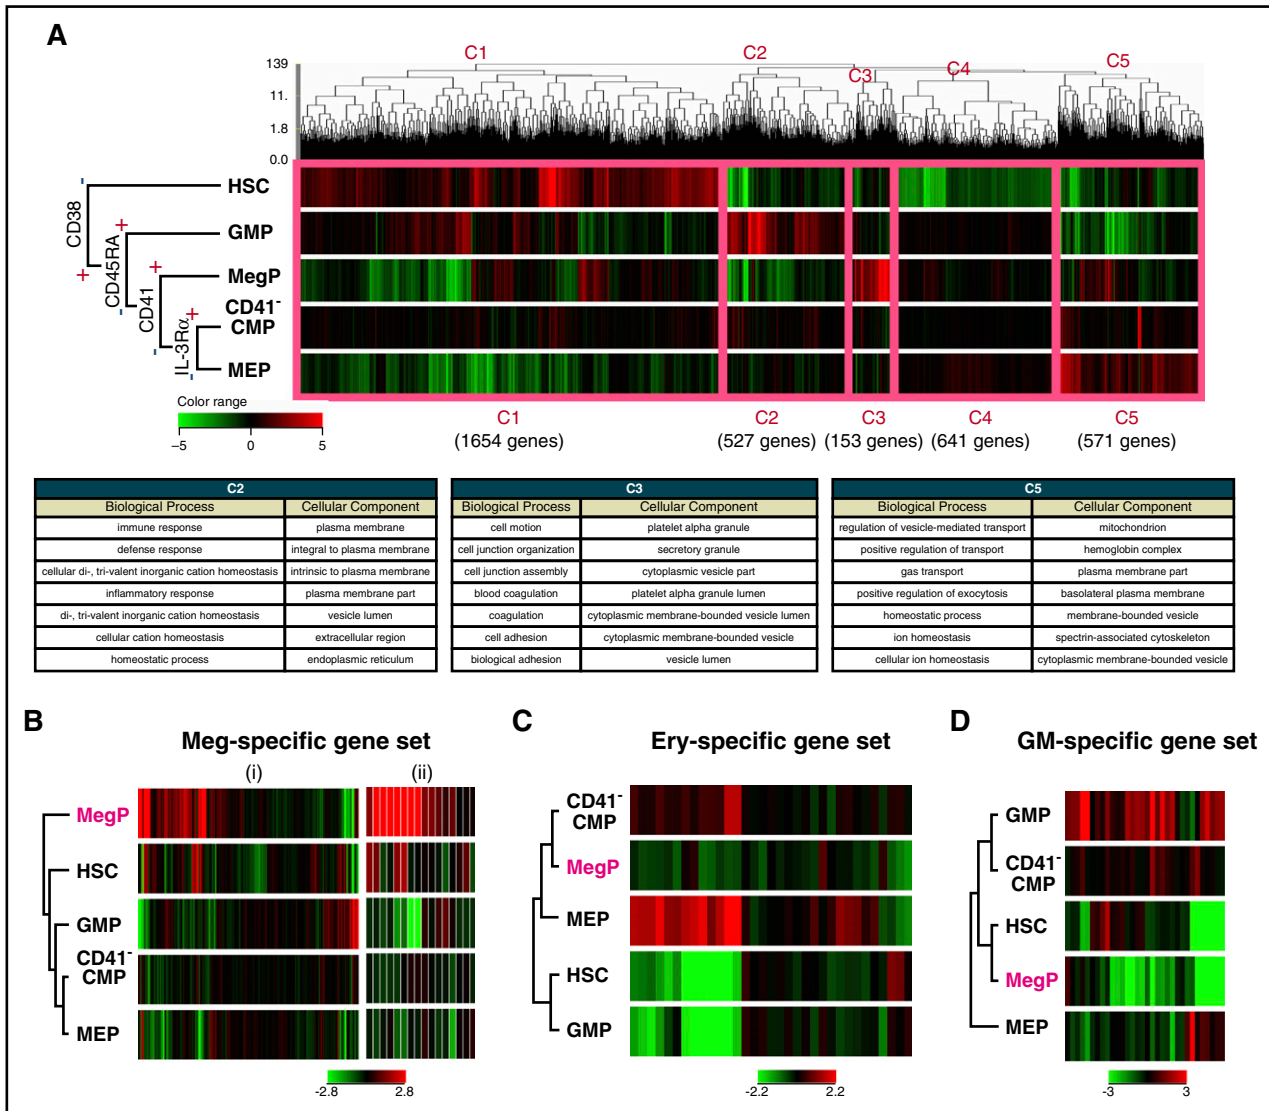 A
C1
C2
C3
C4
C5
139
11.
1.8
0.0
CD38
CD45RA
CD41
IL-3Rα
-
+
+
-
+
-
+
-
HSC
GMP
MegP
CD41-
CMP
MEP
Color range
-5
0
5
C1
(1654 genes)
C2
(527 genes)
C3
(153 genes)
C4
(641 genes)
C5
(571 genes)
C2
Biological Process Cellular Component
immune response plasma membrane
defense response integral to plasma membrane
cellular di-, tri-valent inorganic cation homeostasis intrinsic to plasma membrane
inflammatory response plasma membrane part
di-, tri-valent inorganic cation homeostasis vesicle lumen
cellular cation homeostasis extracellular region
homeostatic process endoplasmic reticulum
C3
Biological Process Cellular Component
cell motion platelet alpha granule
cell junction organization secretory granule
cell junction assembly cytoplasmic vesicle part
blood coagulation platelet alpha granule lumen
coagulation cytoplasmic membrane-bounded vesicle lumen
cell adhesion cytoplasmic membrane-bounded vesicle
biological adhesion vesicle lumen
C5
Biological Process Cellular Component
regulation of vesicle-mediated transport mitochondrion
positive regulation of transport hemoglobin complex
gas transport plasma membrane part
positive regulation of exocytosis basolateral plasma membrane
homeostatic process membrane-bounded vesicle
ion homeostasis spectrin-associated cytoskeleton
cellular ion homeostasis cytoplasmic membrane-bounded vesicle
B
Meg-specific gene set
(i)
(ii)
MegP
HSC
GMP
CD41-
CMP
MEP
-2.8
2.8
C
Ery-specific gene set
CD41-
CMP
MegP
MEP
HSC
GMP
-2.2
2.2
D
GM-specific gene set
GMP
CD41-
CMP
HSC
MegP
MEP
-3
3